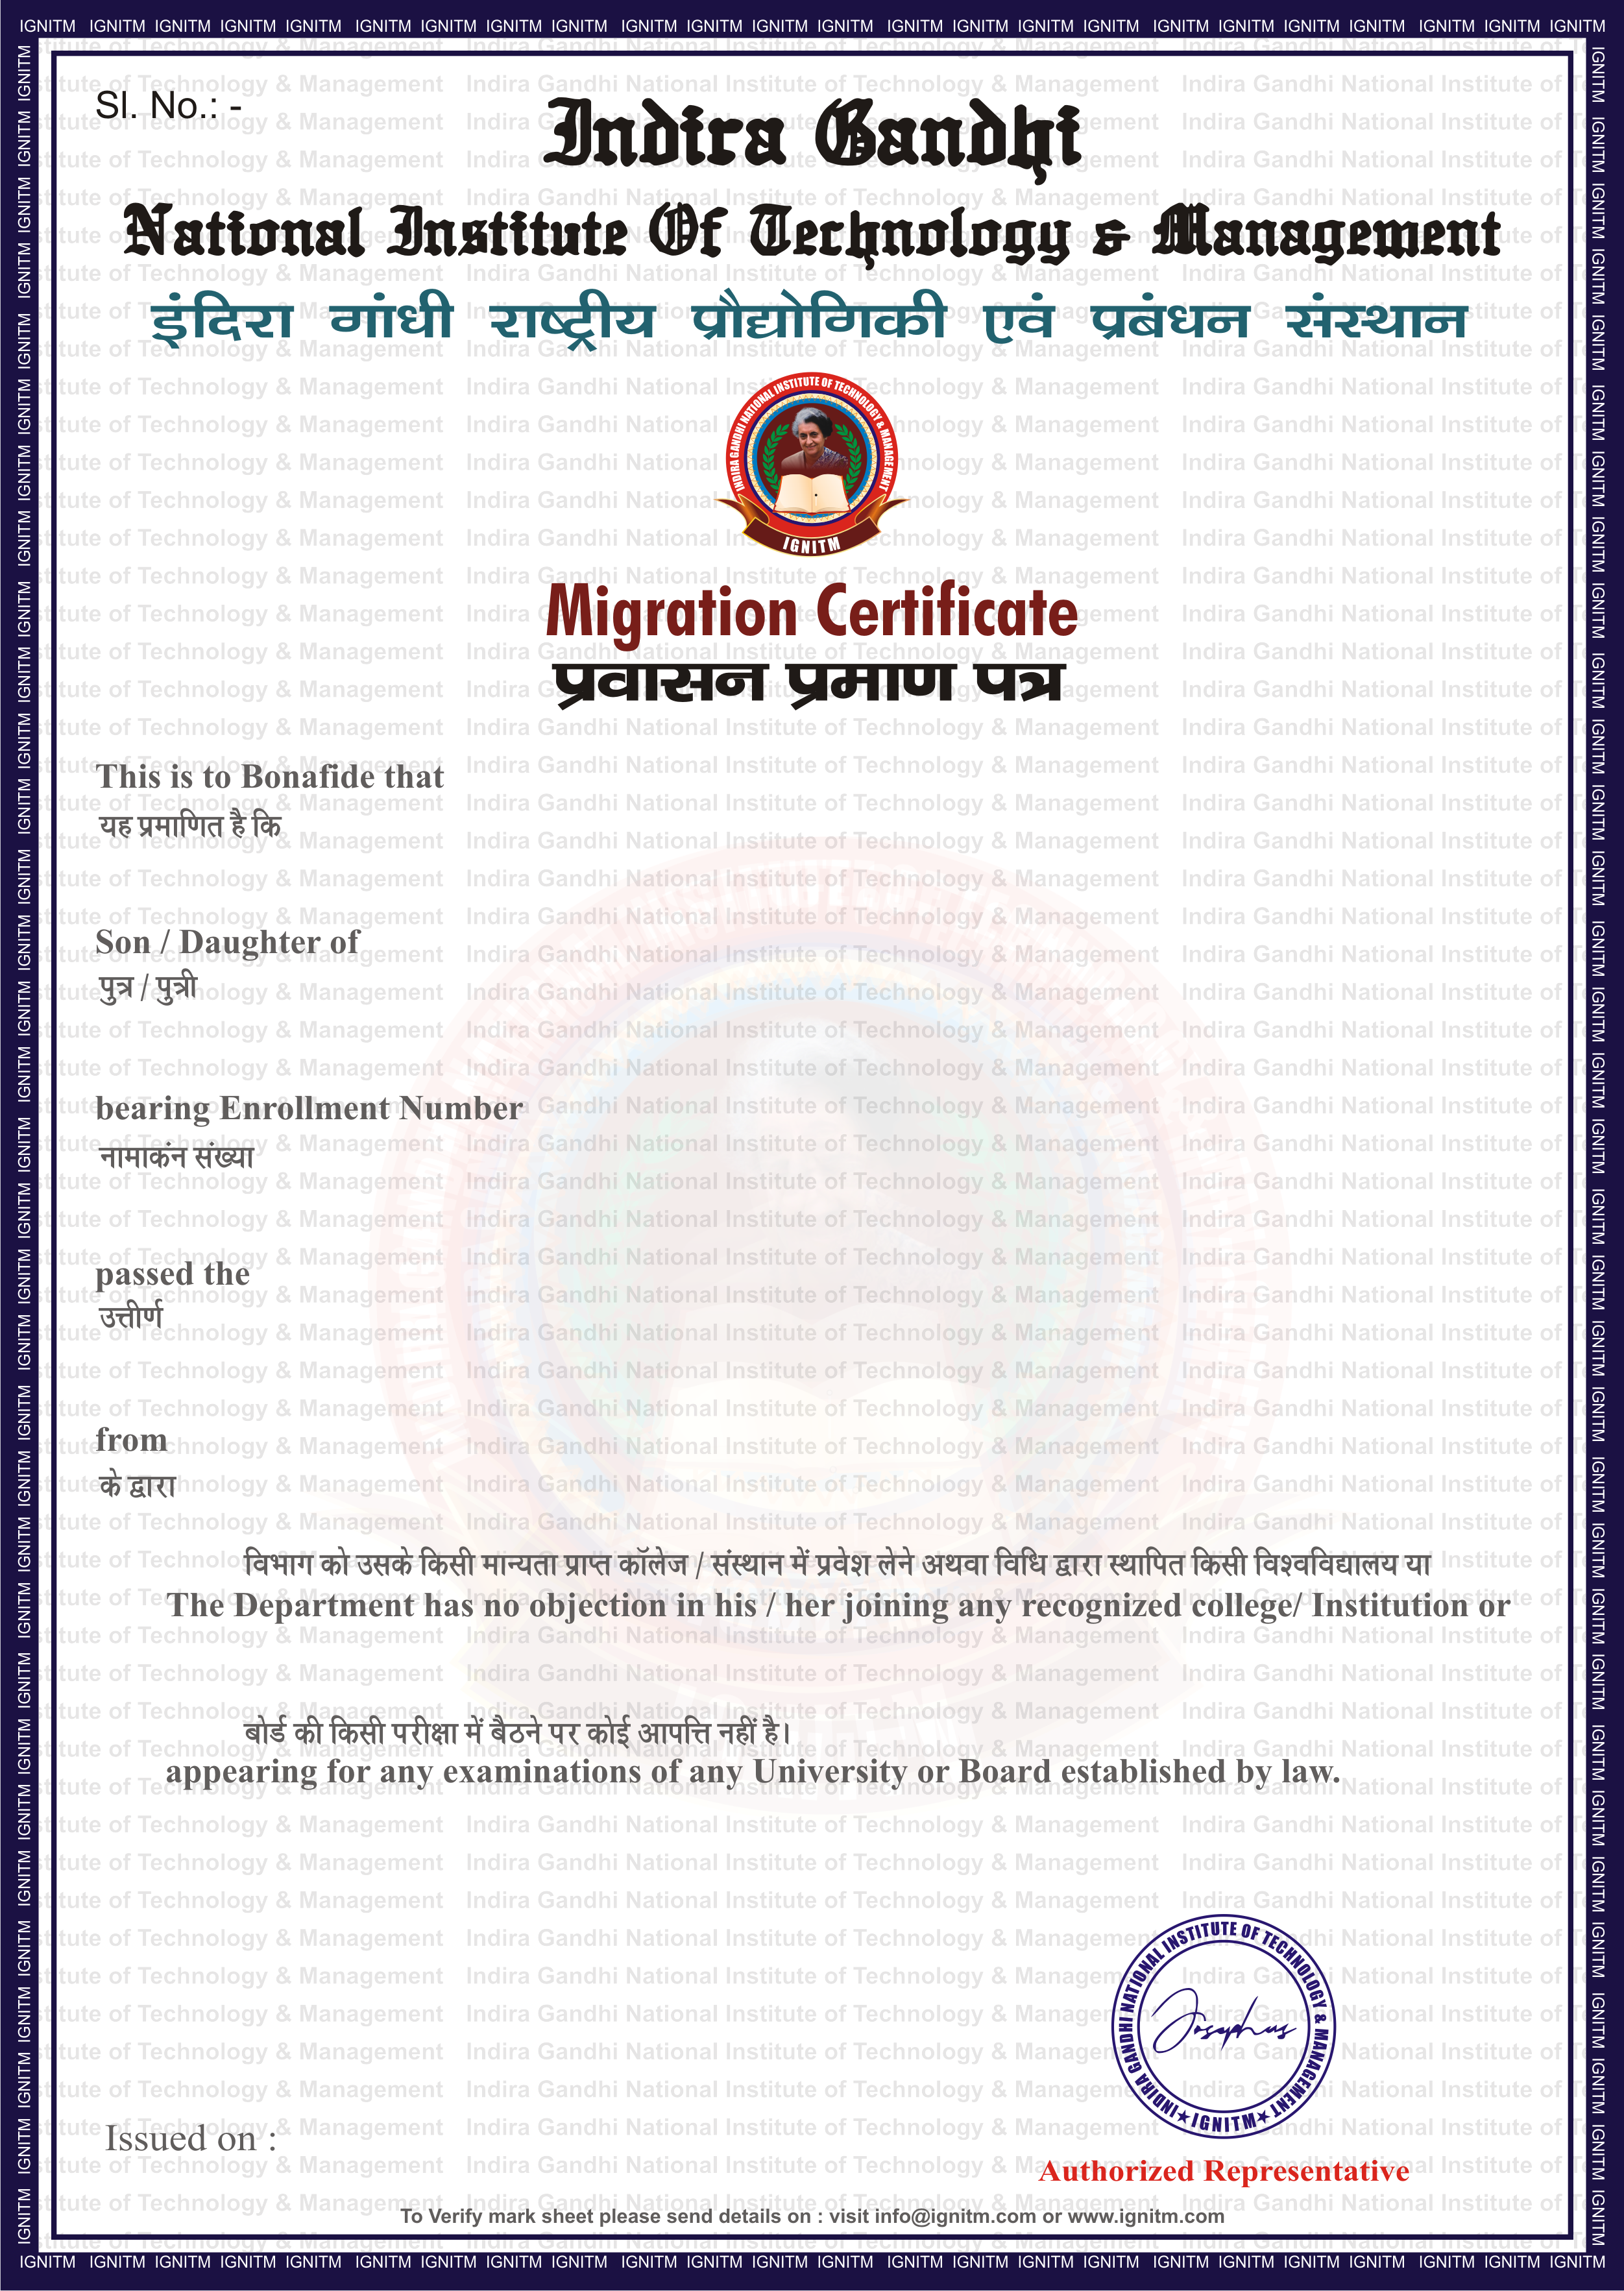 IGNITM IGNITM IGNITM IGNITM IGNITM IGNITM IGNITM IGNITM IGNITM IGNITM IGNITM IGNITM IGNITM IGNITM IGNITM IGNITM IGNITM IGNITM IGNITM IGNITM IGNITM IGNITM IGNITM IGNITM
Sl. No.: -
Indira Gandhi
National Institute Of Technology & Management
इंदिरा गांधी राष्ट्रीय प्रौद्योगिकी एवं प्रबंधन संस्थान
INDIRA GANDHI NATIONAL INSTITUTE OF TECHNOLOGY & MANAGEMENT
IGNITM
Migration Certificate
प्रवासन प्रमाण पत्र
This is to Bonafide that
यह प्रमाणित है कि
Son / Daughter of
पुत्र / पुत्री
bearing Enrollment Number
नामाकंन संख्या
passed the
उत्तीर्ण
from
के द्वारा
विभाग को उसके किसी मान्यता प्राप्त कॉलेज / संस्थान में प्रवेश लेने अथवा विधि द्वारा स्थापित किसी विश्वविद्यालय या
The Department has no objection in his / her joining any recognized college/ Institution or
बोर्ड की किसी परीक्षा में बैठने पर कोई आपत्ति नहीं है।
appearing for any examinations of any University or Board established by law.
INDIRA GANDHI NATIONAL INSTITUTE OF TECHNOLOGY & MANAGEMENT
★IGNITM★
Issued on :
Authorized Representative
To Verify mark sheet please send details on : visit info@ignitm.com or www.ignitm.com
IGNITM IGNITM IGNITM IGNITM IGNITM IGNITM IGNITM IGNITM IGNITM IGNITM IGNITM IGNITM IGNITM IGNITM IGNITM IGNITM IGNITM IGNITM IGNITM IGNITM IGNITM IGNITM IGNITM IGNITM